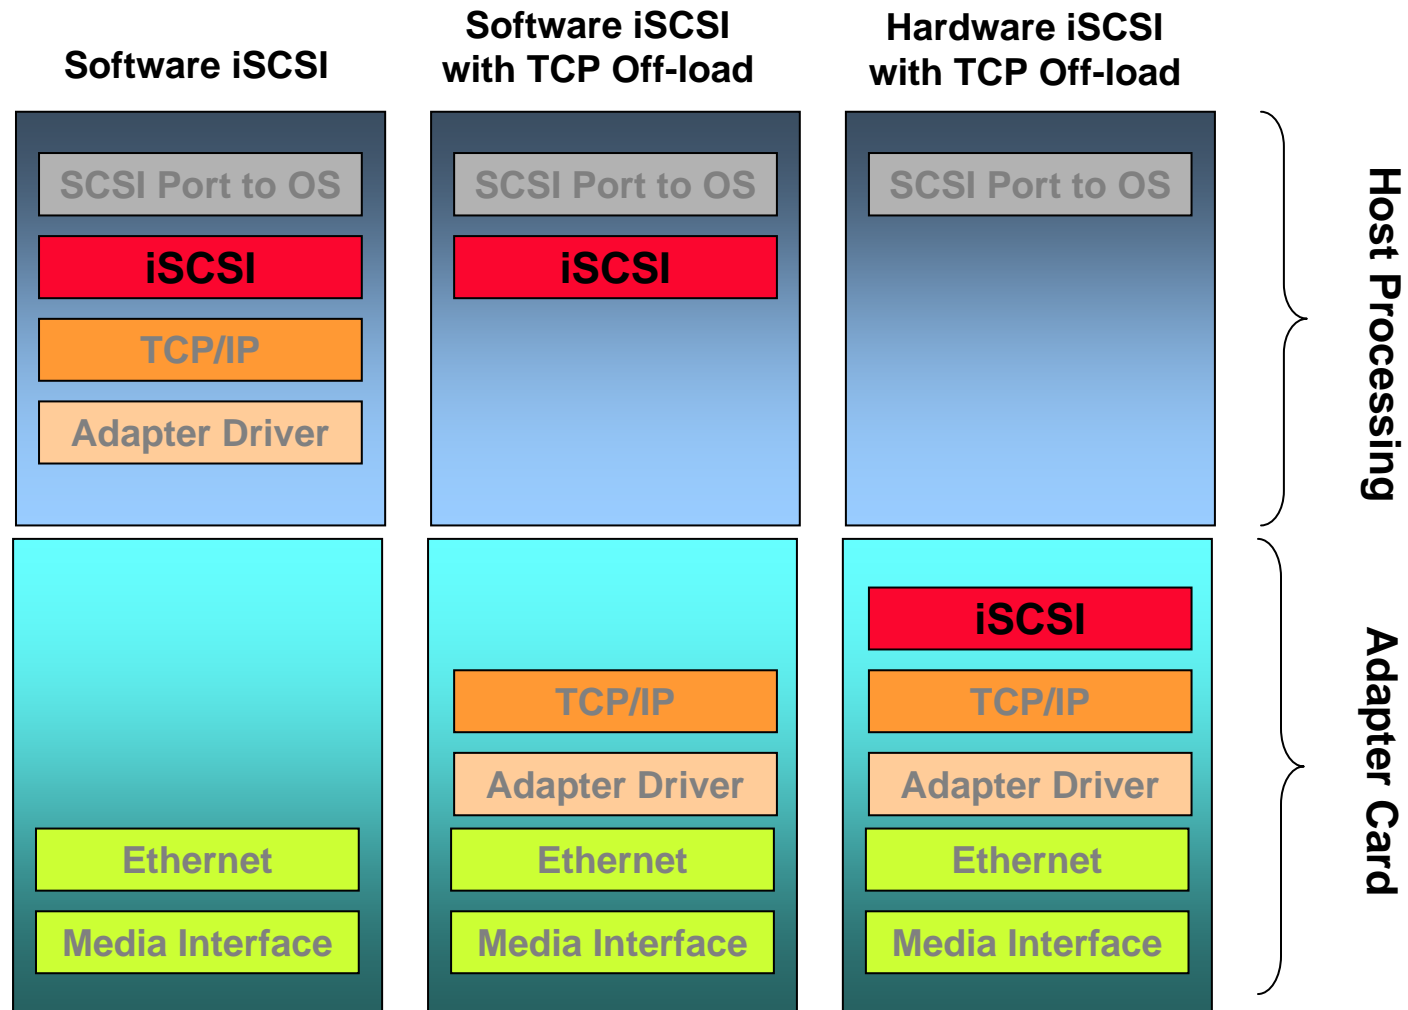 Software iSCSI
Software iSCSI
with TCP Off-load
Hardware iSCSI
with TCP Off-load
SCSI Port to OS
iSCSI
TCP/IP
Adapter Driver
SCSI Port to OS
iSCSI
SCSI Port to OS
Host Processing
Ethernet
Media Interface
TCP/IP
Adapter Driver
Ethernet
Media Interface
iSCSI
TCP/IP
Adapter Driver
Ethernet
Media Interface
Adapter Card